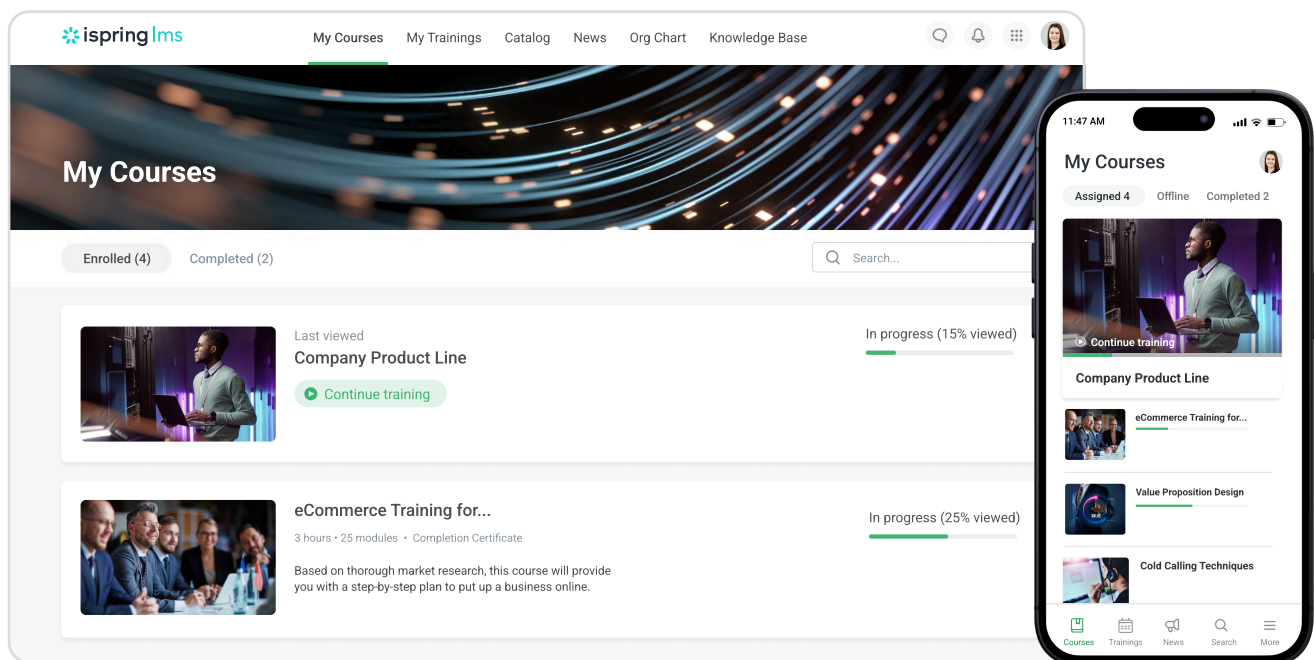 ispring lms
My Courses
My Trainings
Catalog
News
Org Chart
Knowledge Base
My Courses
Enrolled (4)
Completed (2)
Search...
Last viewed
Company Product Line
Continue training
In progress (15% viewed)
eCommerce Training for...
3 hours • 25 modules • Completion Certificate
Based on thorough market research, this course will provide
you with a step-by-step plan to put up a business online.
In progress (25% viewed)
11:47 AM
My Courses
Assigned 4
Offline
Completed 2
Continue training
Company Product Line
eCommerce Training for...
Value Proposition Design
Cold Calling Techniques
Courses
Trainings
News
Search
More